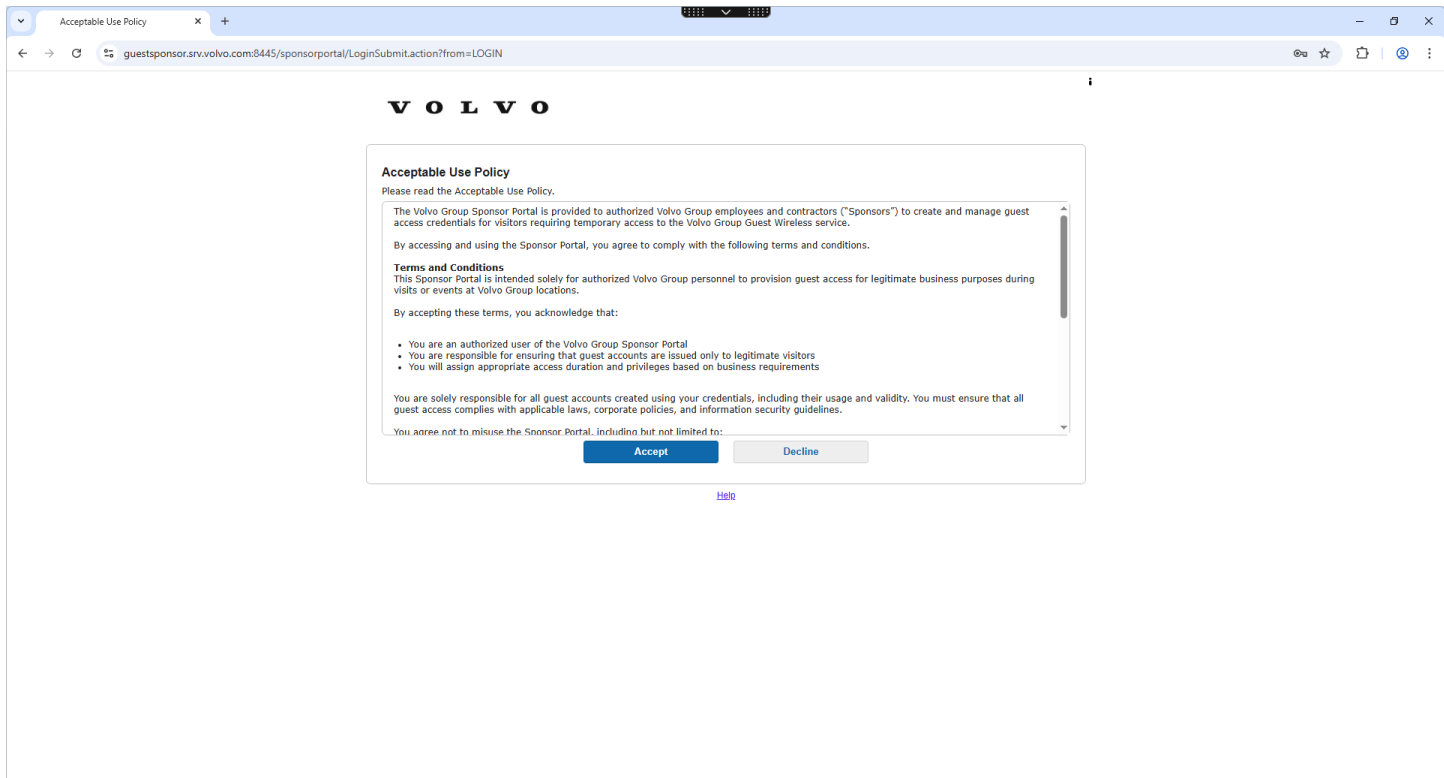 Acceptable Use Policy
guestsponsor.srv.volvo.com:8445/sponsorportal/LoginSubmit.action?from=LOGIN
VOLVO
Acceptable Use Policy
Please read the Acceptable Use Policy.
The Volvo Group Sponsor Portal is provided to authorized Volvo Group employees and contractors (“Sponsors”) to create and manage guest
access credentials for visitors requiring temporary access to the Volvo Group Guest Wireless service.
By accessing and using the Sponsor Portal, you agree to comply with the following terms and conditions.
Terms and Conditions
This Sponsor Portal is intended solely for authorized Volvo Group personnel to provision guest access for legitimate business purposes during
visits or events at Volvo Group locations.
By accepting these terms, you acknowledge that:
• You are an authorized user of the Volvo Group Sponsor Portal
• You are responsible for ensuring that guest accounts are issued only to legitimate visitors
• You will assign appropriate access duration and privileges based on business requirements
You are solely responsible for all guest accounts created using your credentials, including their usage and validity. You must ensure that all
guest access complies with applicable laws, corporate policies, and information security guidelines.
You agree not to misuse the Sponsor Portal, including but not limited to:
Accept
Decline
Help